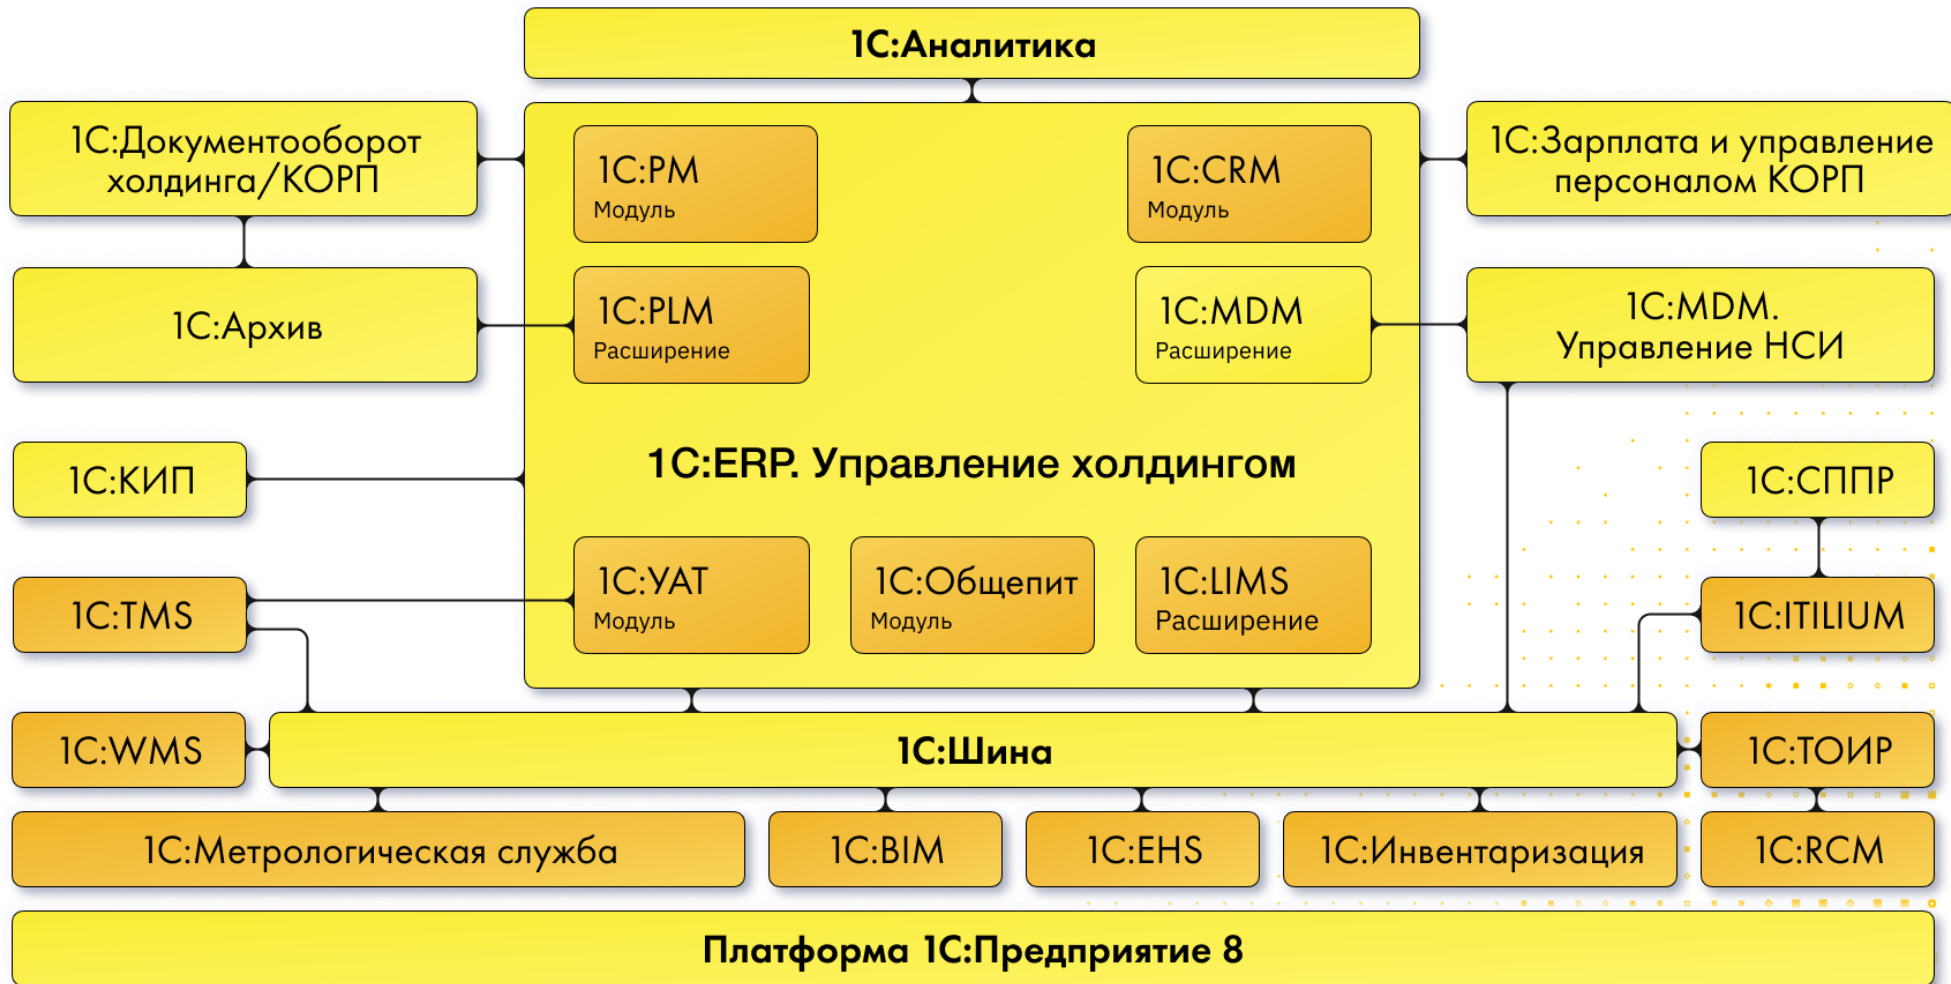 1С:Аналитика
1С:Документооборот
холдинга/КОРП
1С:PM
Модуль
1С:CRM
Модуль
1С:Зарплата и управление
персоналом КОРП
1С:Архив
1С:PLM
Расширение
1С:MDM
Расширение
1С:MDM.
Управление НСИ
1С:КИП
1С:ERP. Управление холдингом
1С:СППР
1С:TMS
1С:УАТ
Модуль
1С:Общепит
Модуль
1С:LIMS
Расширение
1С:ITILIUM
1С:WMS
1С:Шина
1С:ТОИР
1С:Метрологическая служба
1С:BIM
1С:EHS
1С:Инвентаризация
1С:RCM
Платформа 1С:Предприятие 8